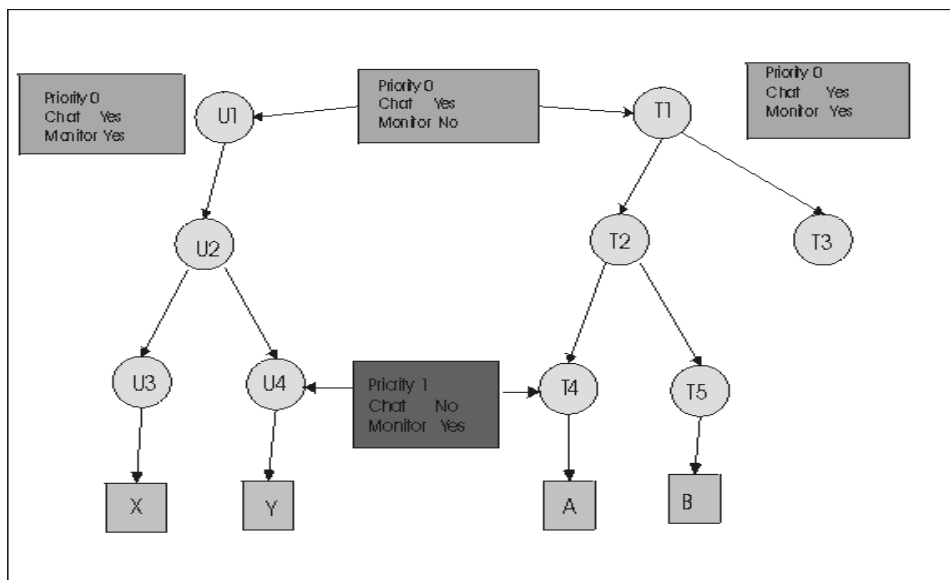 Priority 0
Chat Yes
Manitor Yes
U1
Priority 0
Chat Yes
Monitor No
T1
Priority 0
Chat Yes
Monitor Yes
U2
T2
T3
U3
U4
Priority 1
Chat No
Monitor Yes
T4
T5
X
Y
A
B